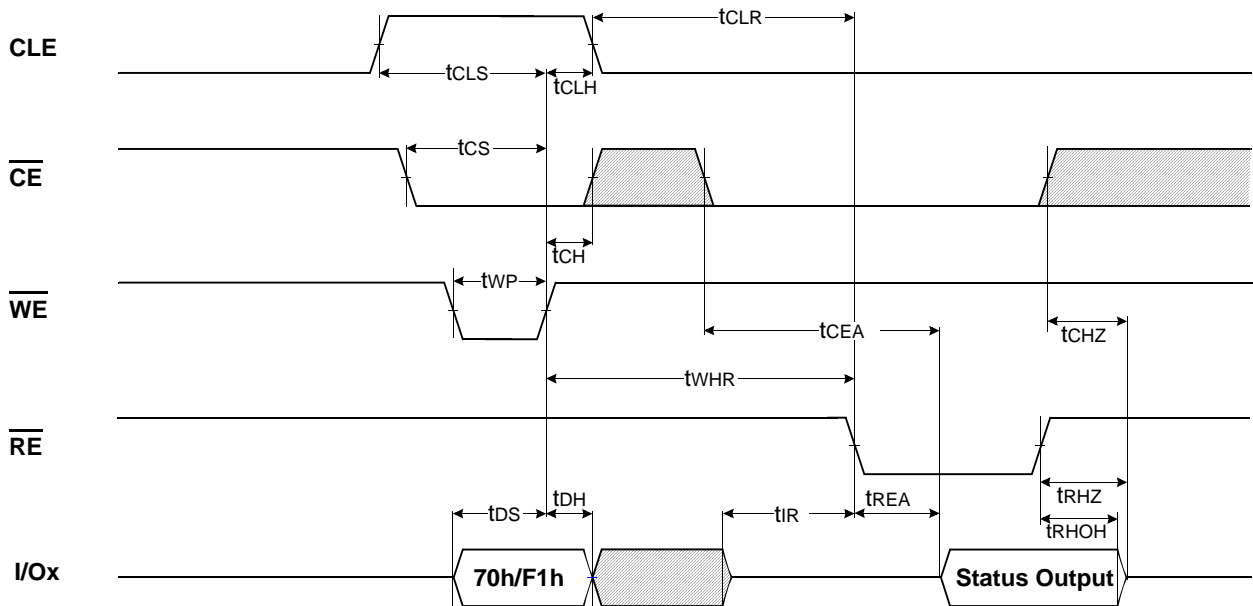 tCLR
CLE
tCLS
tCLH
tCS
CE
tCH
tWP
WE
tCEA
tCHZ
tWHR
RE
tDH
tREA
tRHZ
tDS
tIR
tRHOH
I/Ox
70h/F1h
Status Output